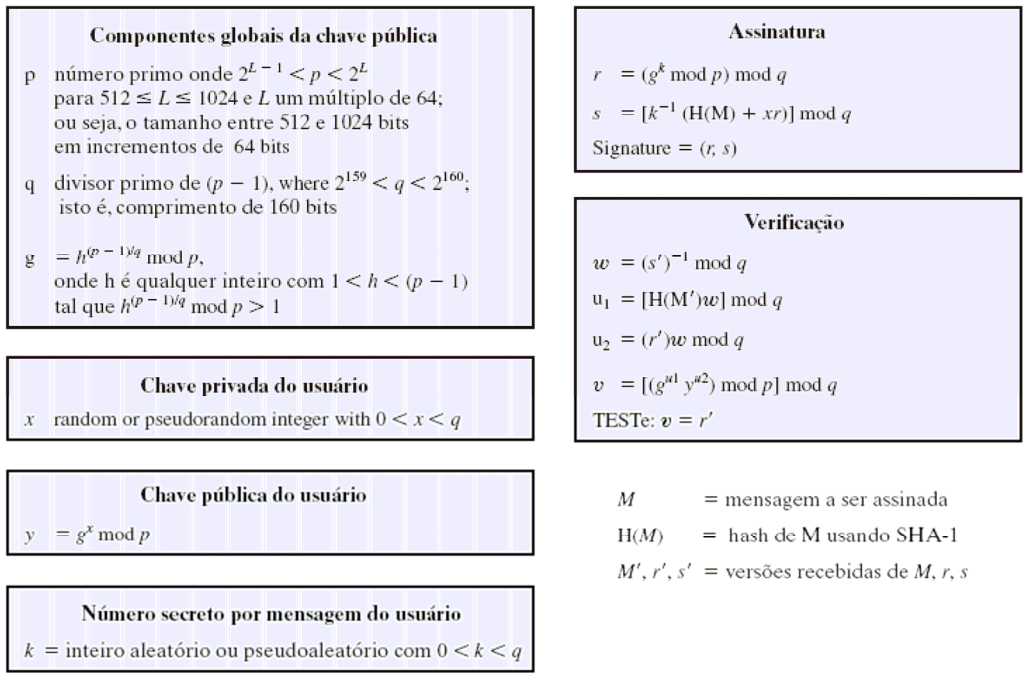 Componentes globais da chave pública
p número primo onde 2^{L − 1} < p < 2^L
para 512 ≤ L ≤ 1024 e L um múltiplo de 64;
ou seja, o tamanho entre 512 e 1024 bits
em incrementos de 64 bits
q divisor primo de (p − 1), where 2^{159} < q < 2^{160};
isto é, comprimento de 160 bits
g = h^{(p − 1)/q} mod p,
onde h é qualquer inteiro com 1 < h < (p − 1)
tal que h^{(p − 1)/q} mod p > 1
Chave privada do usuário
x random or pseudorandom integer with 0 < x < q
Chave pública do usuário
y = g^x mod p
Número secreto por mensagem do usuário
k = inteiro aleatório ou pseudoaleatório com 0 < k < q
Assinatura
r = (g^k mod p) mod q
s = [k^{−1} (H(M) + xr)] mod q
Signature = (r, s)
Verificação
w = (s′)^{−1} mod q
u_1 = [H(M′)w] mod q
u_2 = (r′)w mod q
v = [(g^{u1} y^{u2}) mod p] mod q
TESTe: v = r′
M = mensagem a ser assinada
H(M) = hash de M usando SHA-1
M′, r′, s′ = versões recebidas de M, r, s